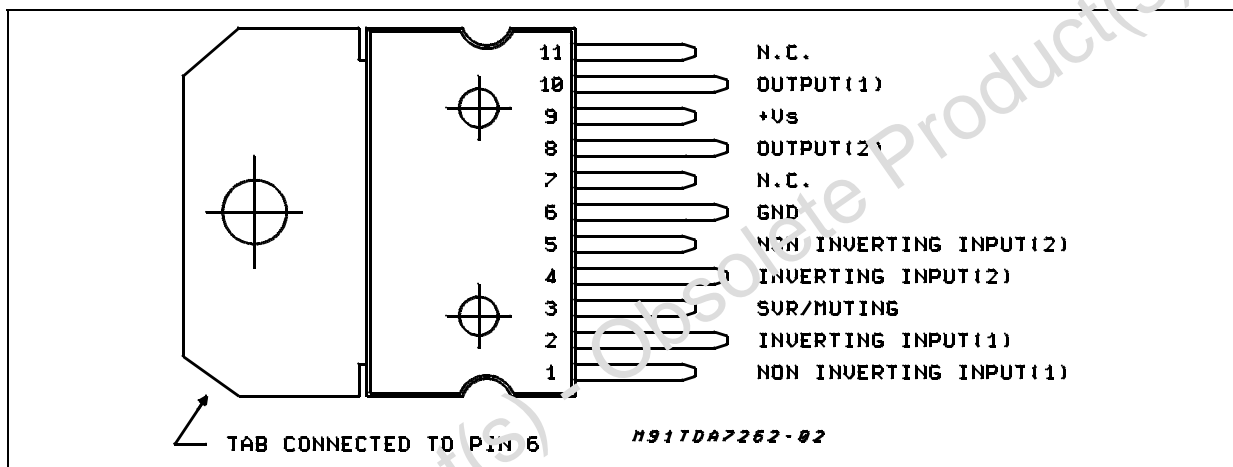 11 N.C.
10 OUTPUT(1)
9 +Vs
8 OUTPUT(2)
7 N.C.
6 GND
5 NON INVERTING INPUT(2)
4 INVERTING INPUT(2)
3 SVR/MUTING
2 INVERTING INPUT(1)
1 NON INVERTING INPUT(1)
TAB CONNECTED TO PIN 6
M91TDA7262-02
t(s) - Obsolete Product(s)